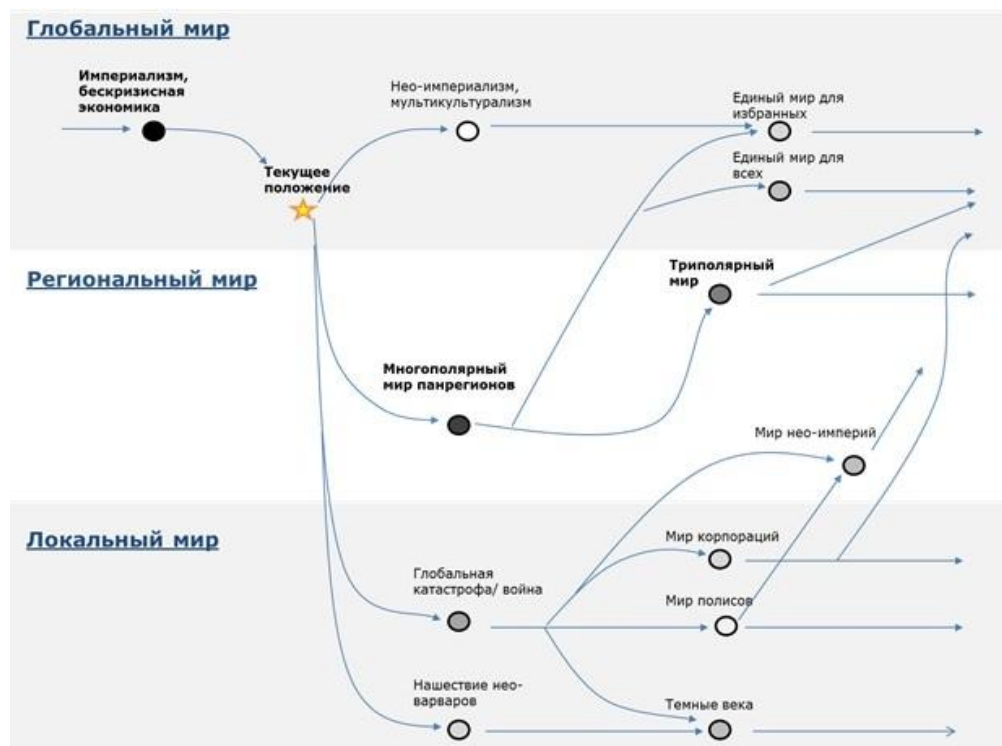 Глобальный мир
Империализм,
бескризисная
экономика
Нео-империализм,
мультикультурализм
Единый мир для
избранных
Единый мир для
всех
Текущее
положение
Региональный мир
Триполярный
мир
Многополярный
мир панрегионов
Мир нео-империй
Локальный мир
Мир корпораций
Глобальная
катастрофа/ война
Мир полисов
Нашествие нео-
варваров
Темные века